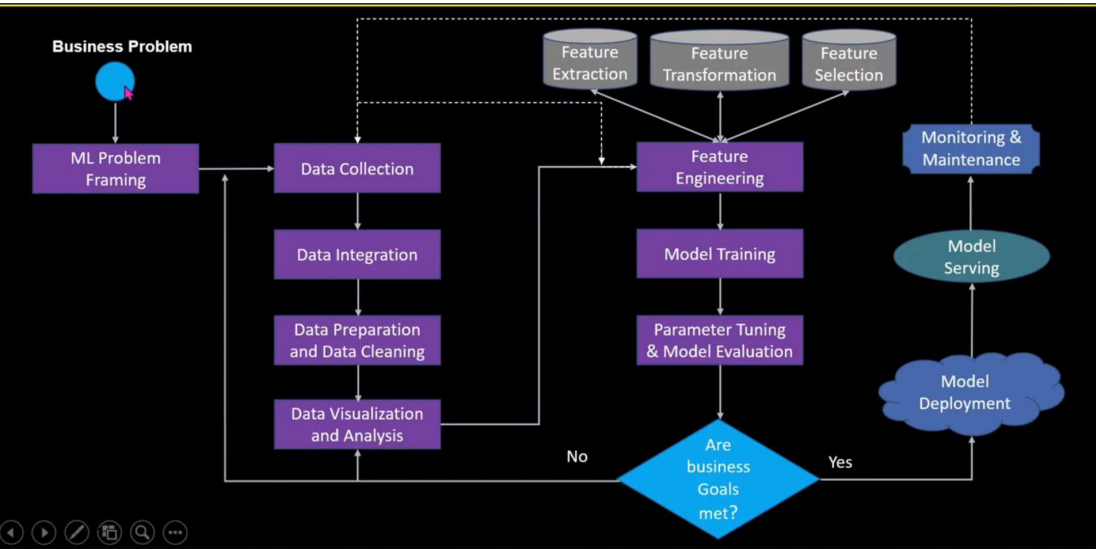 Business Problem
ML Problem
Framing
Data Collection
Data Integration
Data Preparation
and Data Cleaning
Data Visualization
and Analysis
Feature
Extraction
Feature
Transformation
Feature
Selection
Feature
Engineering
Model Training
Parameter Tuning
& Model Evaluation
Are
business
Goals
met?
No
Yes
Model
Deployment
Model
Serving
Monitoring &
Maintenance